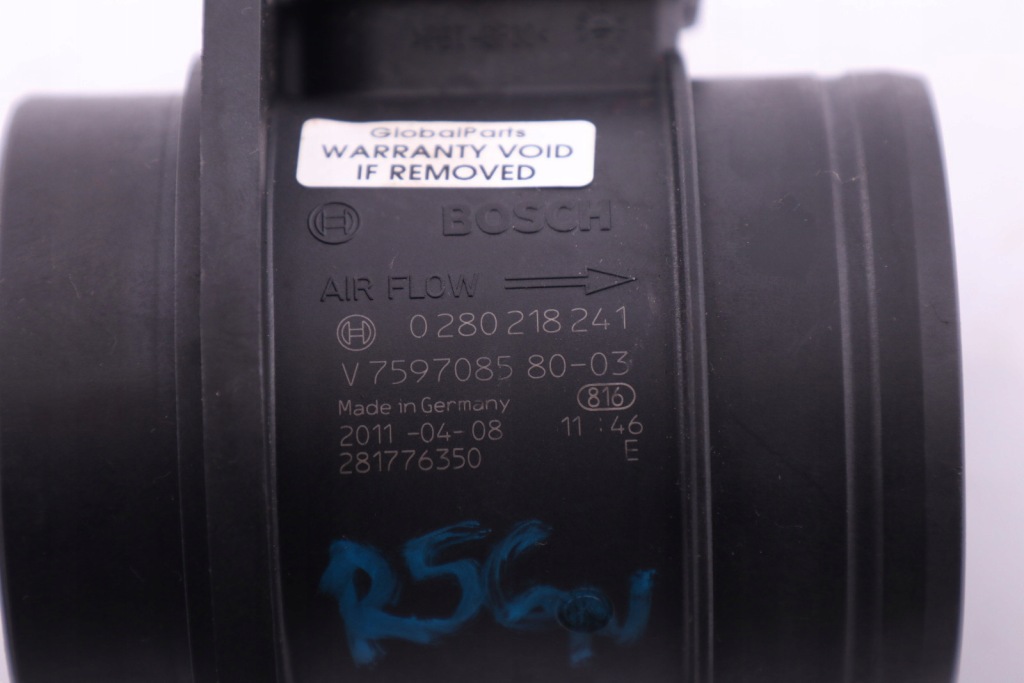 GlobalParts
WARRANTY VOID
IF REMOVED
BOSCH
AIR FLOW
0 280 218 241
V 7597085 80-03
Made in Germany 816
2011-04-08 11:46
281776350 E